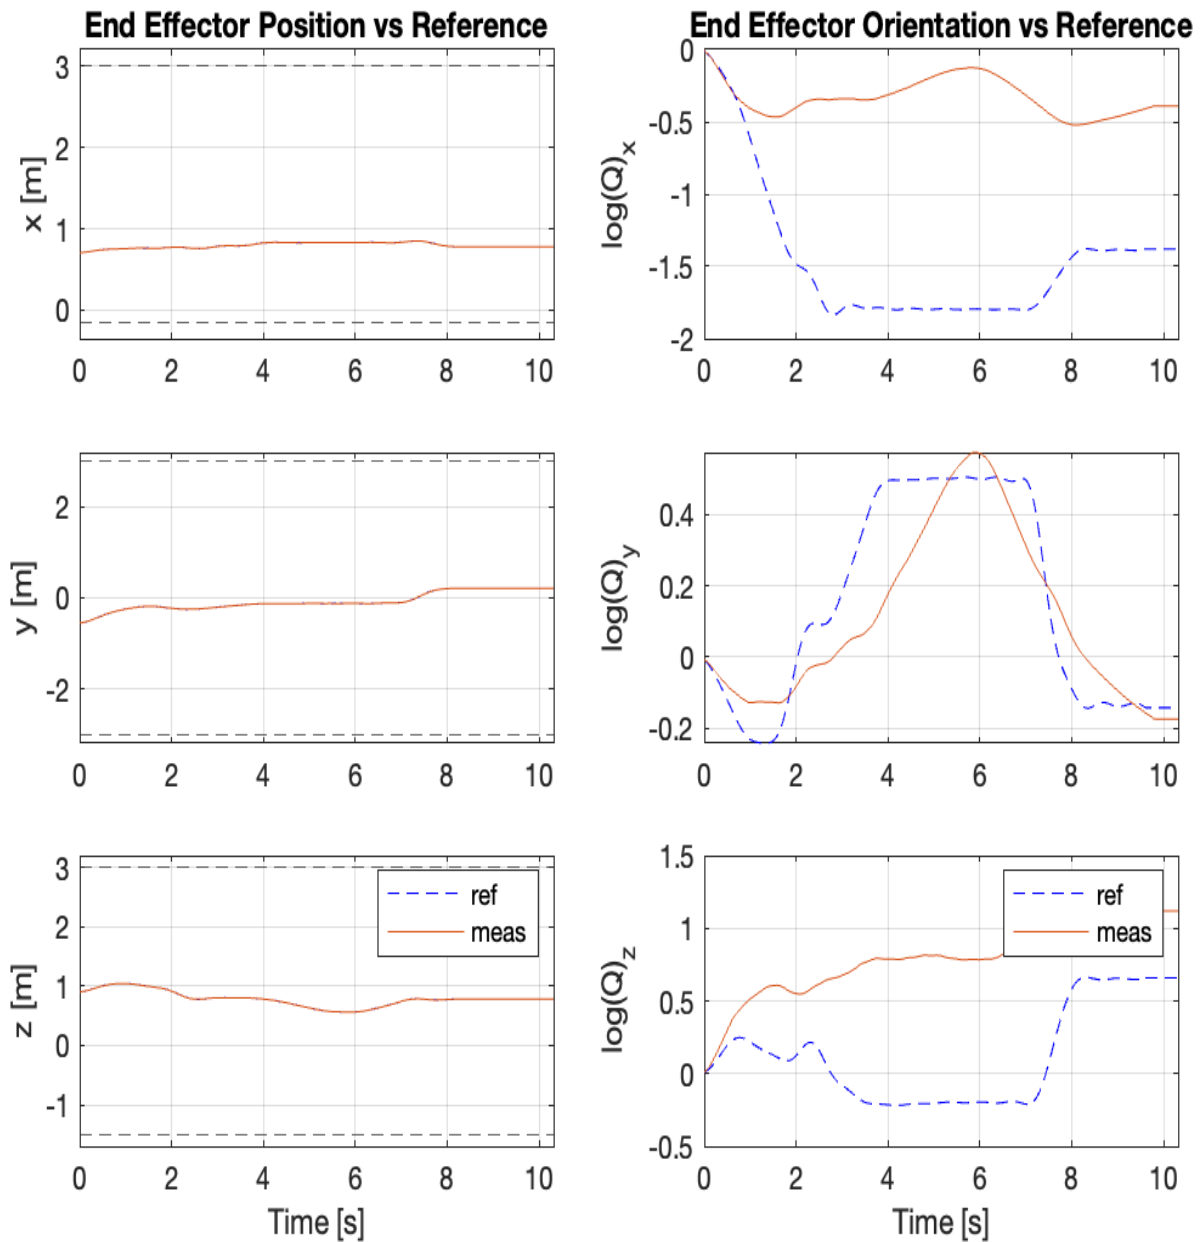 End Effector Position vs Reference
3
2
1
0
x [m]
0 2 4 6 8 10
2
0
-2
y [m]
0 2 4 6 8 10
3
2
1
0
-1
z [m]
ref
meas
0 2 4 6 8 10
Time [s]
End Effector Orientation vs Reference
0
-0.5
-1
-1.5
-2
log(Q)x
0 2 4 6 8 10
0.4
0.2
0
-0.2
log(Q)y
0 2 4 6 8 10
1.5
1
0.5
0
-0.5
log(Q)z
ref
meas
0 2 4 6 8 10
Time [s]